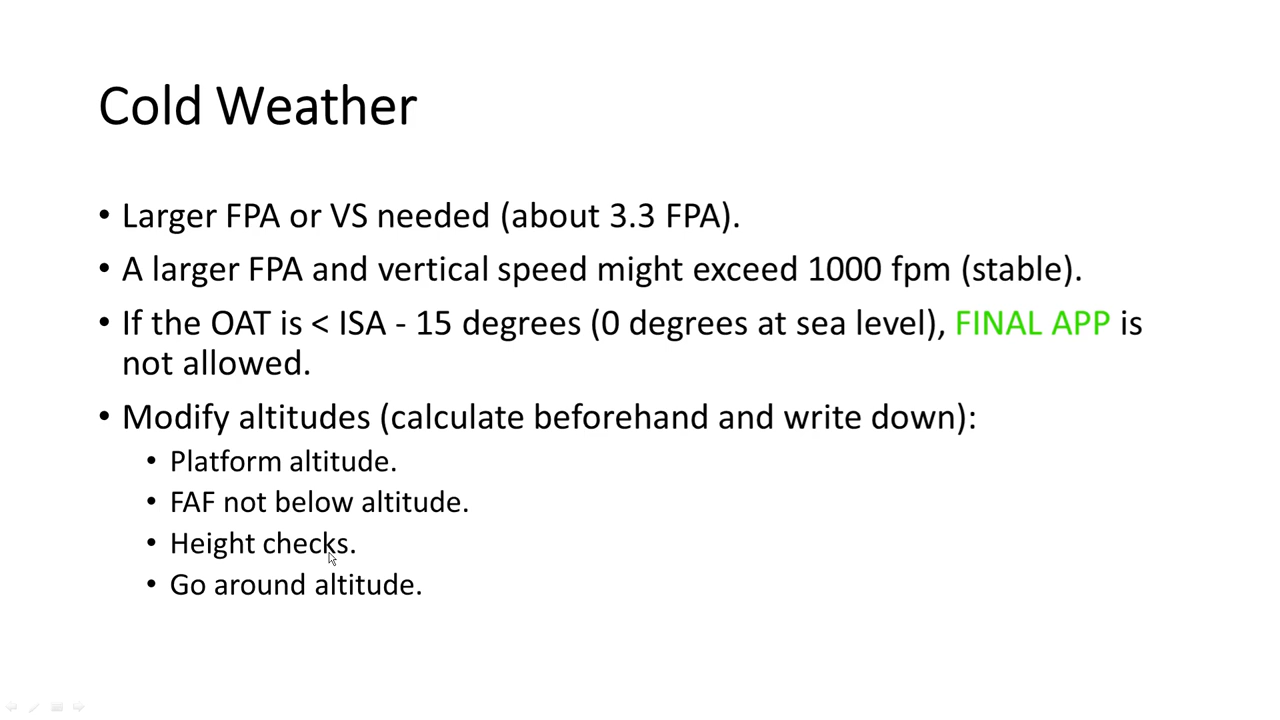 Cold Weather
• Larger FPA or VS needed (about 3.3 FPA).
• A larger FPA and vertical speed might exceed 1000 fpm (stable).
• If the OAT is < ISA - 15 degrees (0 degrees at sea level), FINAL APP is
not allowed.
• Modify altitudes (calculate beforehand and write down):
• Platform altitude.
• FAF not below altitude.
• Height checks.
• Go around altitude.